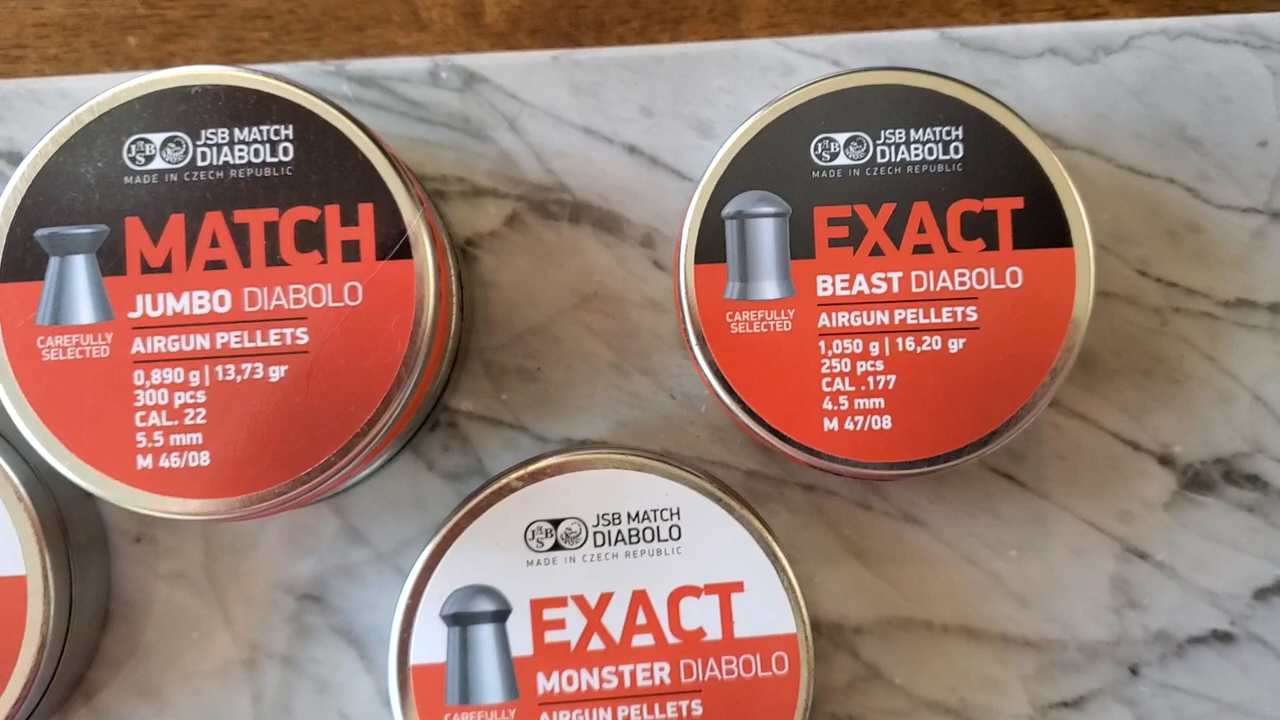 JSB MATCH
DIABOLO
MADE IN CZECH REPUBLIC
MATCH
JUMBO DIABOLO
AIRGUN PELLETS
CAREFULLY
SELECTED
0,890 g | 13,73 gr
300 pcs
CAL. 22
5.5 mm
M 46/08
JSB MATCH
DIABOLO
MADE IN CZECH REPUBLIC
EXACT
BEAST DIABOLO
AIRGUN PELLETS
CAREFULLY
SELECTED
1,050 g | 16,20 gr
250 pcs
CAL .177
4.5 mm
M 47/08
JSB MATCH
DIABOLO
MADE IN CZECH REPUBLIC
EXACT
MONSTER DIABOLO
AIRGUN PELLETS
CAREFULLY